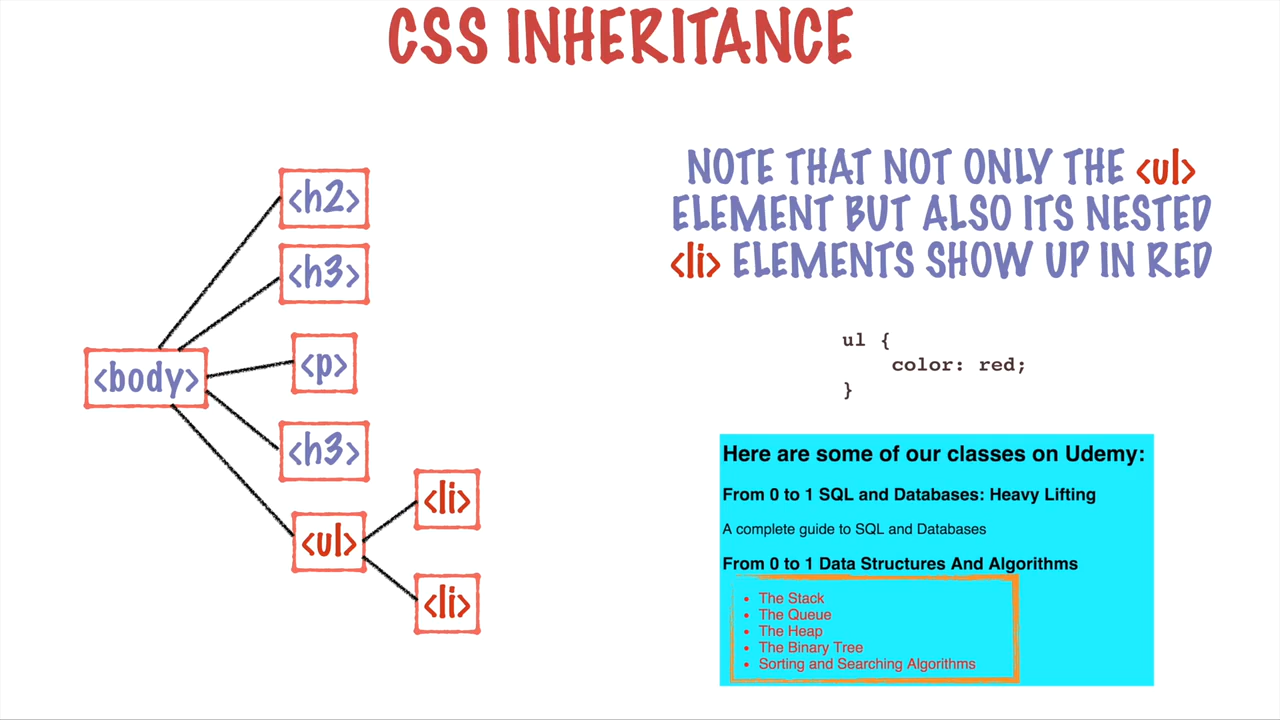 CSS INHERITANCE
<h2>
<h3>
<p>
<body>
<h3>
<ul>
<li>
<li>
NOTE THAT NOT ONLY THE <ul>
ELEMENT BUT ALSO ITS NESTED
<li> ELEMENTS SHOW UP IN RED
ul {
color: red;
}
Here are some of our classes on Udemy:
From 0 to 1 SQL and Databases: Heavy Lifting
A complete guide to SQL and Databases
From 0 to 1 Data Structures And Algorithms
• The Stack
• The Queue
• The Heap
• The Binary Tree
• Sorting and Searching Algorithms